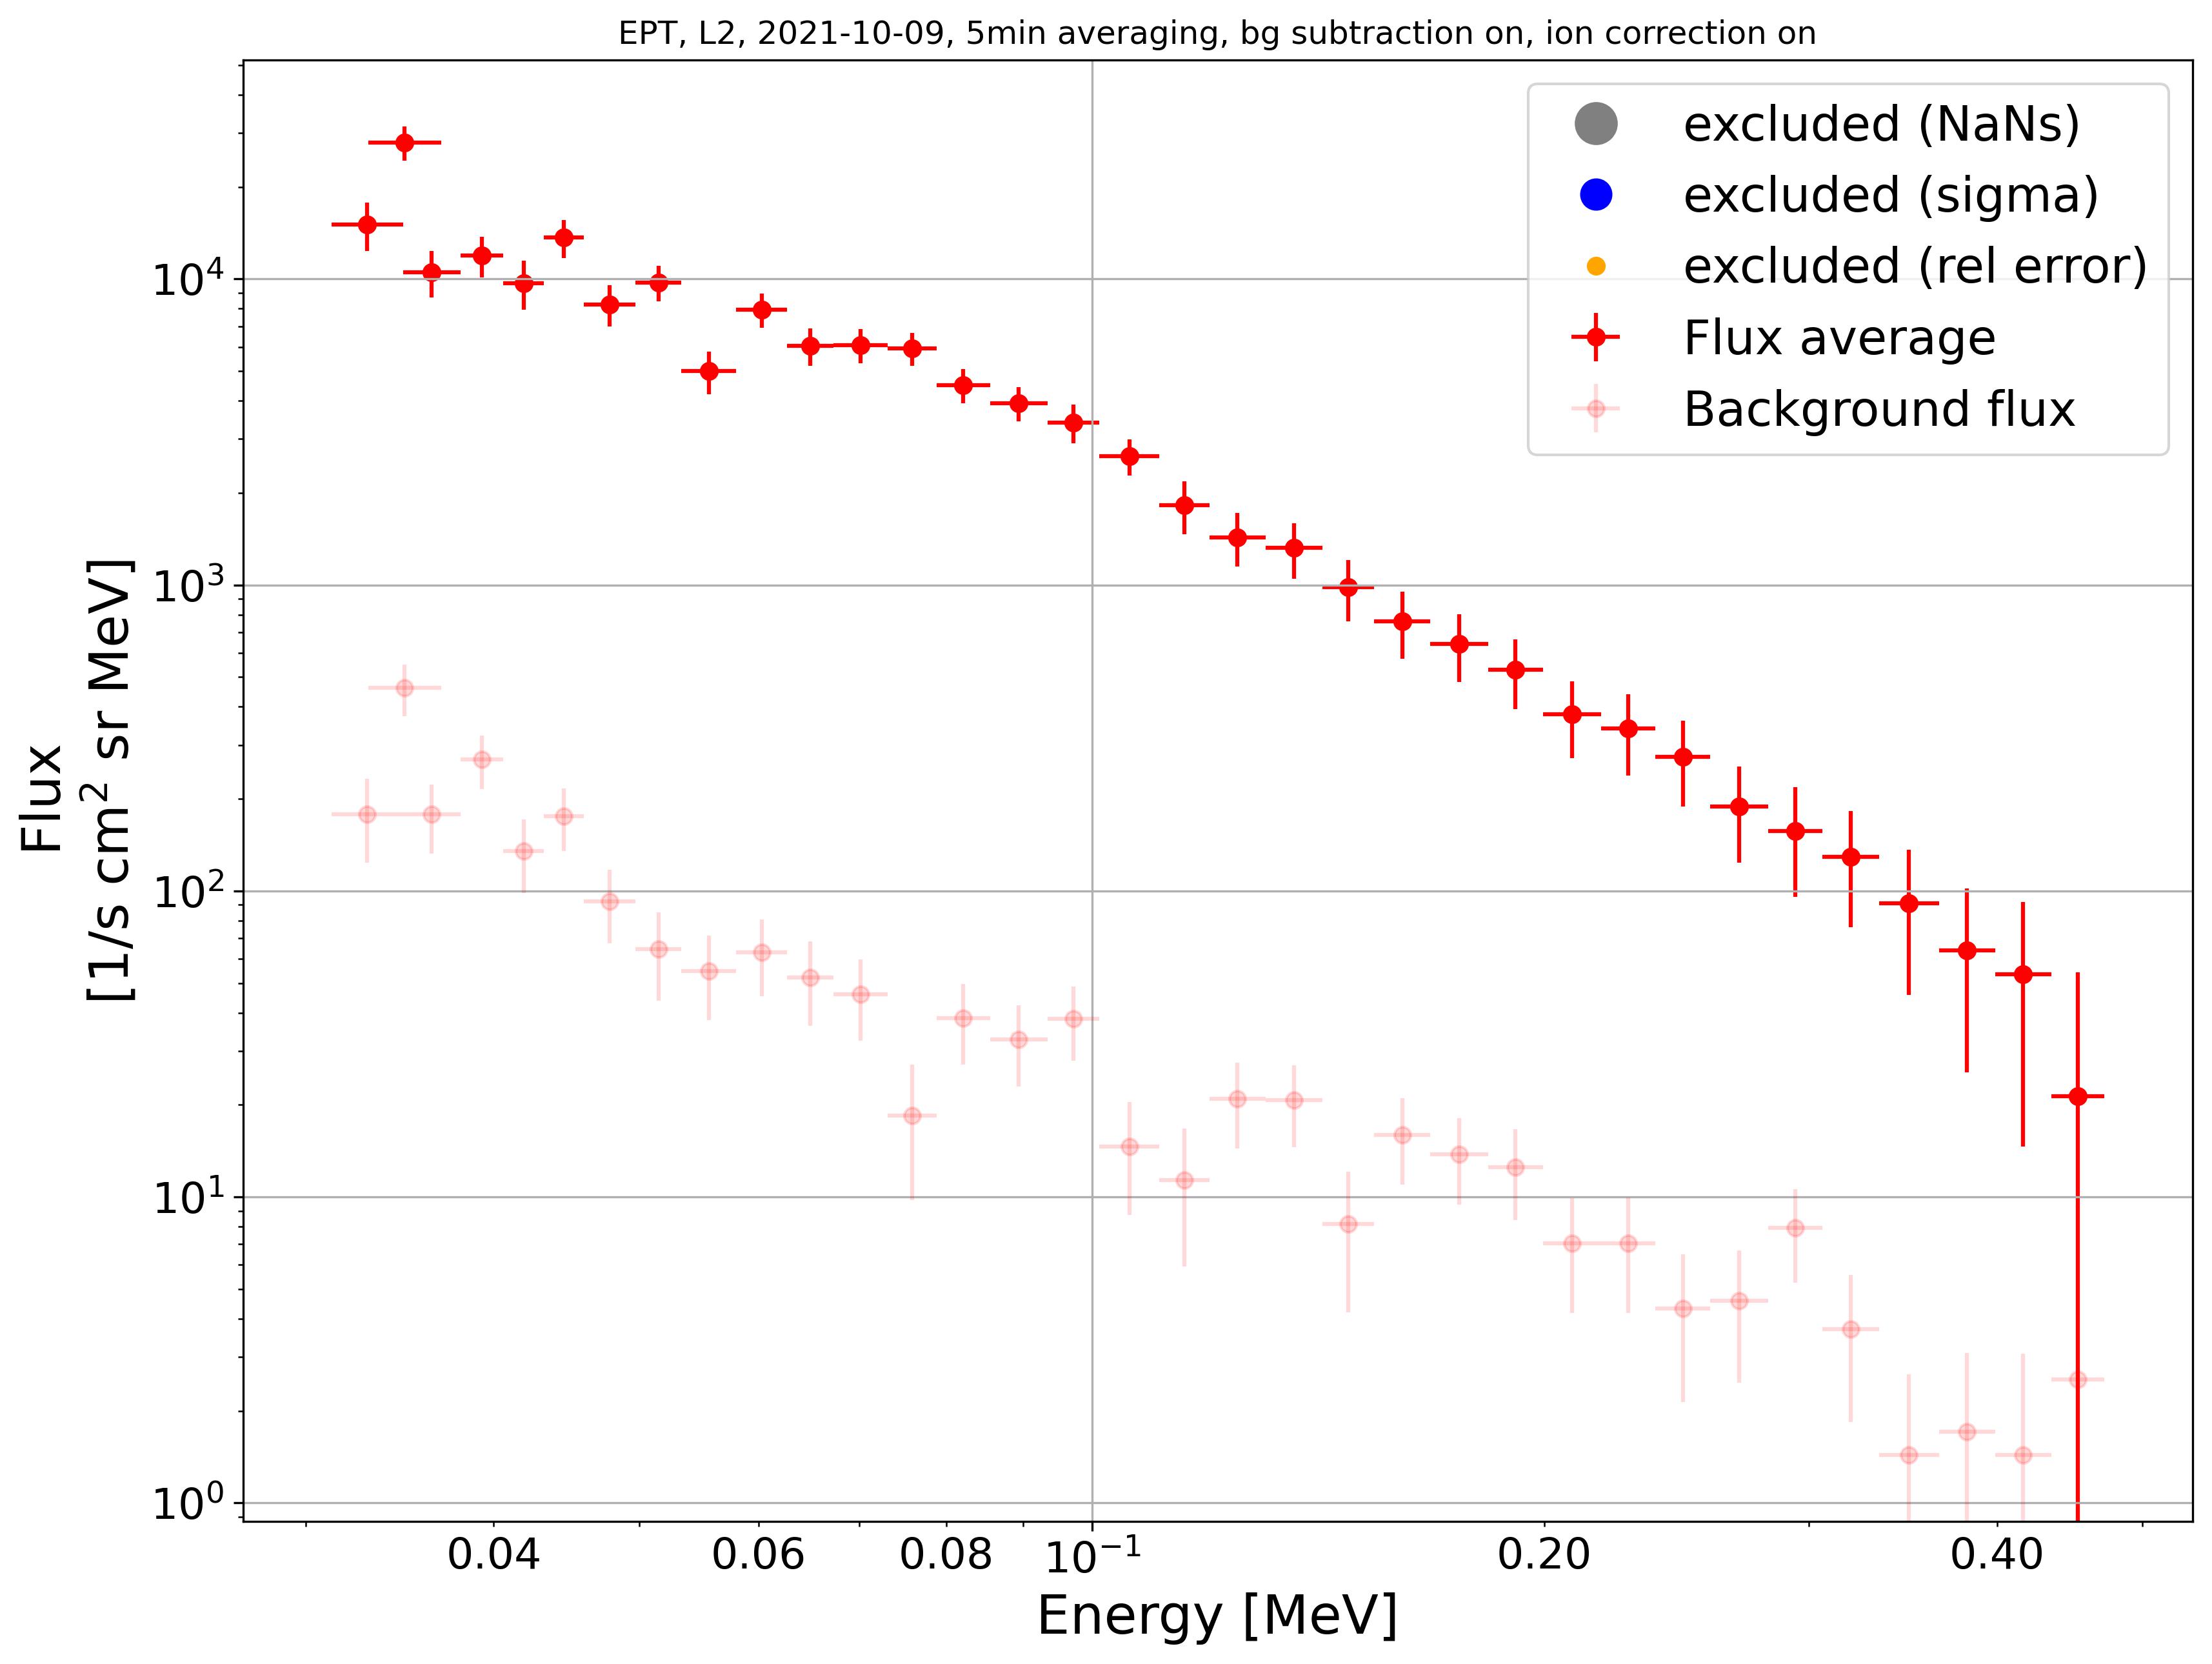 EPT, L2, 2021-10-09, 5min averaging, bg subtraction on, ion correction on
excluded (NaNs)
excluded (sigma)
excluded (rel error)
Flux average
Background flux
Flux
[1/s cm² sr MeV]
10⁴
10³
10²
10¹
10⁰
0.04
0.06
0.08
10⁻¹
0.20
0.40
Energy [MeV]